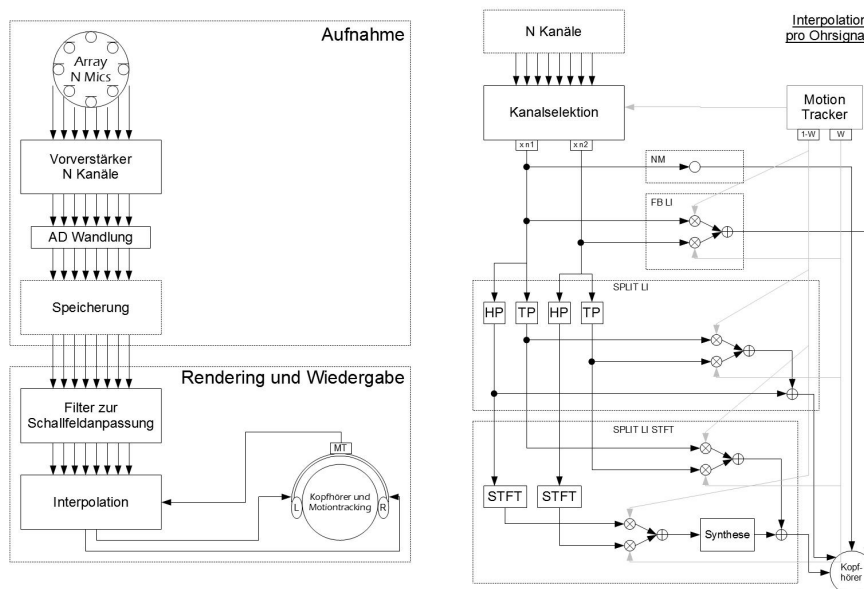 Aufnahme
Array
N Mics
Vorverstärker
N Kanäle
AD Wandlung
Speicherung
Rendering und Wiedergabe
Filter zur
Schallfeldanpassung
Interpolation
MT
L
Kopfhörer und
Motiontracking
R
N Kanäle
Interpolation
pro Ohrsigna
Kanalselektion
x n1
x n2
Motion
Tracker
1-W
W
NM
FB LI
SPLIT LI
HP
TP
HP
TP
SPLIT LI STFT
STFT
STFT
Synthese
Kopf-
hörer